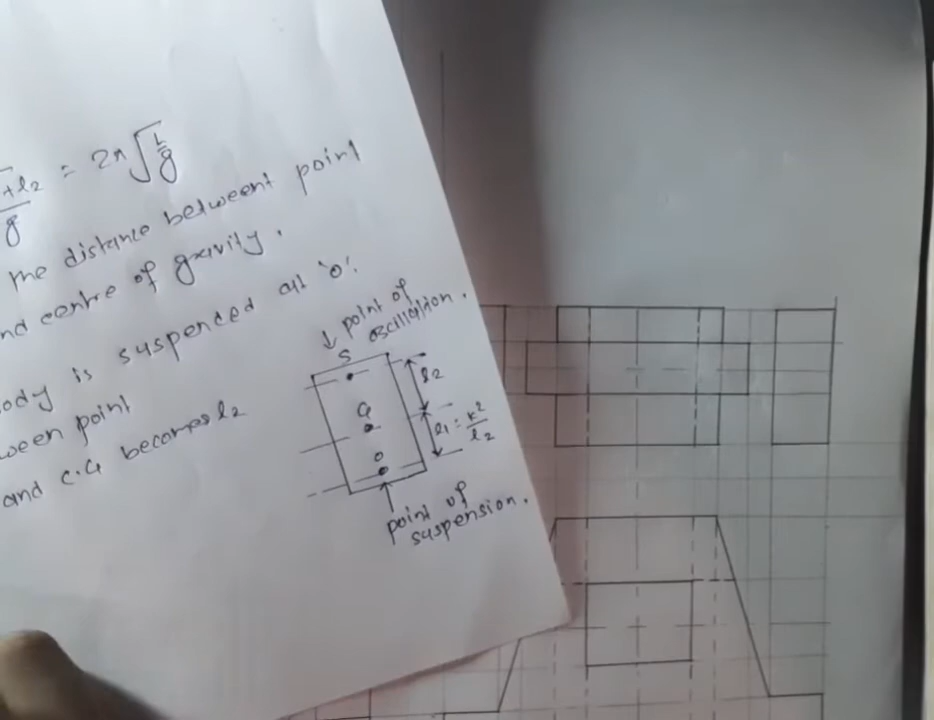 +l2/g = 2π√L/g
the distance betweent point
nd centre of gravity.
ody is suspended at 'o'.
ween point
and C.G becomes l2
↓ point of
oscillation.
S
l2
G
l1 = k²/l2
o
point of
suspension.